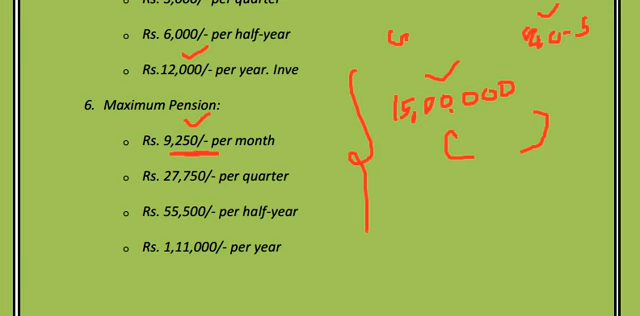 Rs. 3,000/- per quarter
Rs. 6,000/- per half-year
Rs.12,000/- per year. Inve
6. Maximum Pension:
Rs. 9,250/- per month
Rs. 27,750/- per quarter
Rs. 55,500/- per half-year
Rs. 1,11,000/- per year
15,00,000